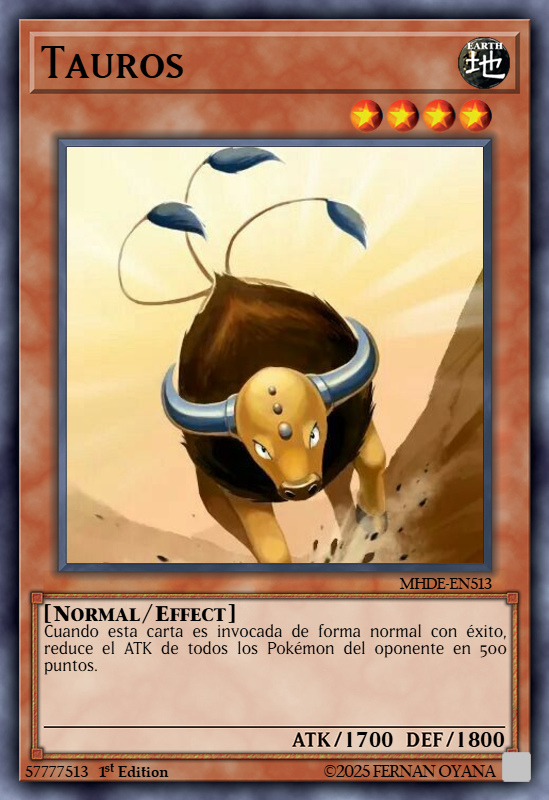 Tauros
EARTH
地
MHDE-EN513
[Normal/Effect]
Cuando esta carta es invocada de forma normal con éxito,
reduce el ATK de todos los Pokémon del oponente en 500
puntos.
ATK/1700 DEF/1800
57777513 1st Edition
©2025 FERNAN OYANA